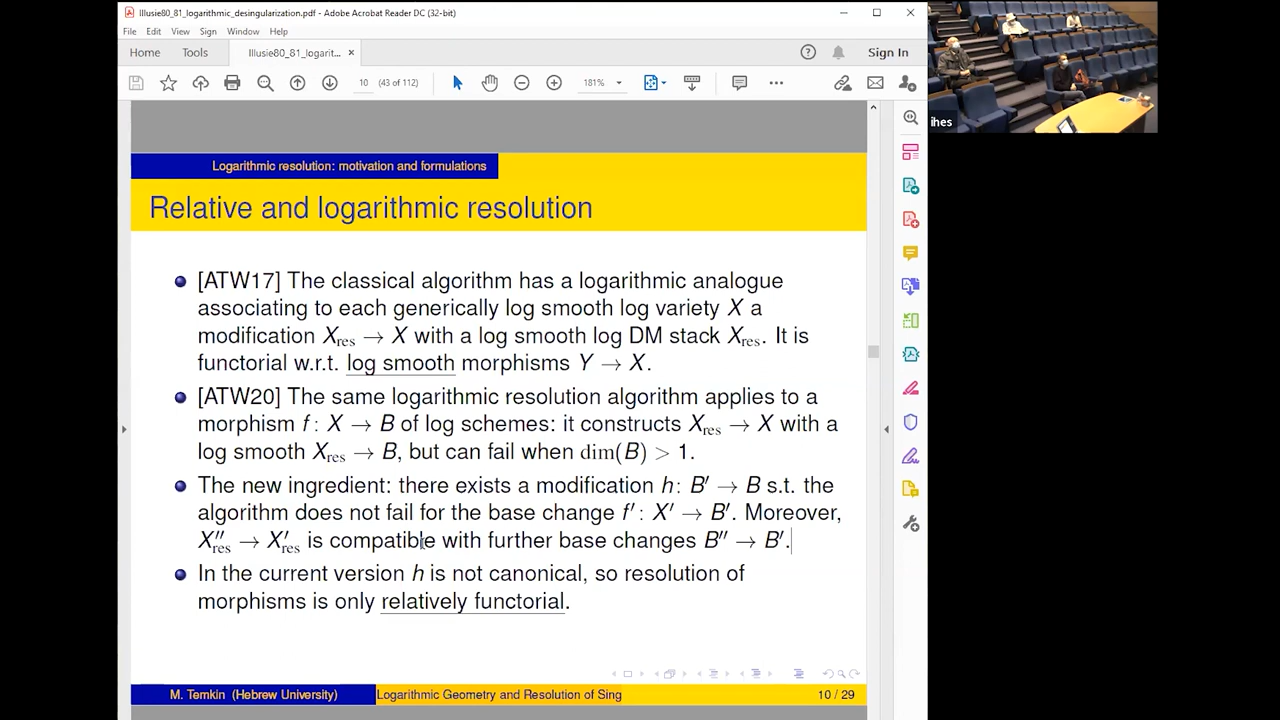 Illusie80_81_logarithmic_desingularization.pdf - Adobe Acrobat Reader DC (32-bit)
File Edit View Sign Window Help
Home Tools Illusie80_81_logarit... × Sign In
10 (43 of 112) 181%
ihes
Logarithmic resolution: motivation and formulations
Relative and logarithmic resolution
[ATW17] The classical algorithm has a logarithmic analogue
associating to each generically log smooth log variety X a
modification X_res → X with a log smooth log DM stack X_res. It is
functorial w.r.t. log smooth morphisms Y → X.
[ATW20] The same logarithmic resolution algorithm applies to a
morphism f: X → B of log schemes: it constructs X_res → X with a
log smooth X_res → B, but can fail when dim(B) > 1.
The new ingredient: there exists a modification h: B′ → B s.t. the
algorithm does not fail for the base change f′: X′ → B′. Moreover,
X″_res → X′_res is compatible with further base changes B″ → B′.
In the current version h is not canonical, so resolution of
morphisms is only relatively functorial.
M. Temkin (Hebrew University) Logarithmic Geometry and Resolution of Sing 10 / 29